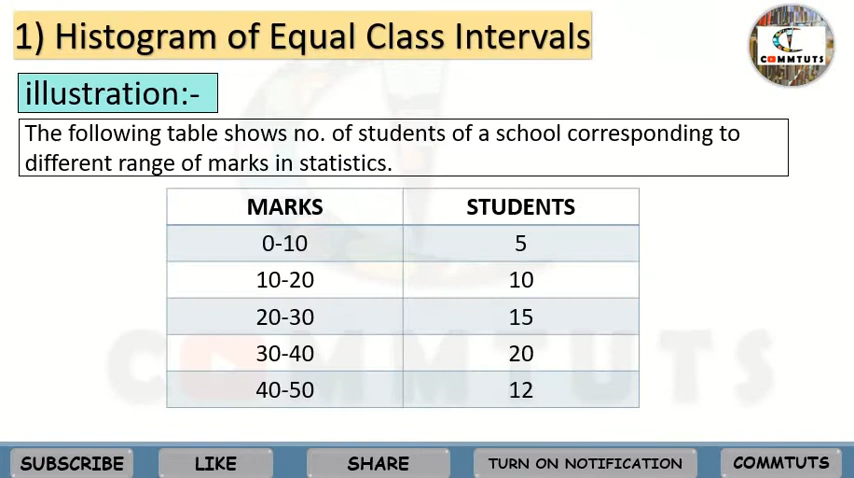 1) Histogram of Equal Class Intervals
COMMTUTS
illustration:-
The following table shows no. of students of a school corresponding to
different range of marks in statistics.
MARKS STUDENTS
0-10 5
10-20 10
20-30 15
30-40 20
40-50 12
COMMTUTS
SUBSCRIBE LIKE SHARE TURN ON NOTIFICATION COMMTUTS